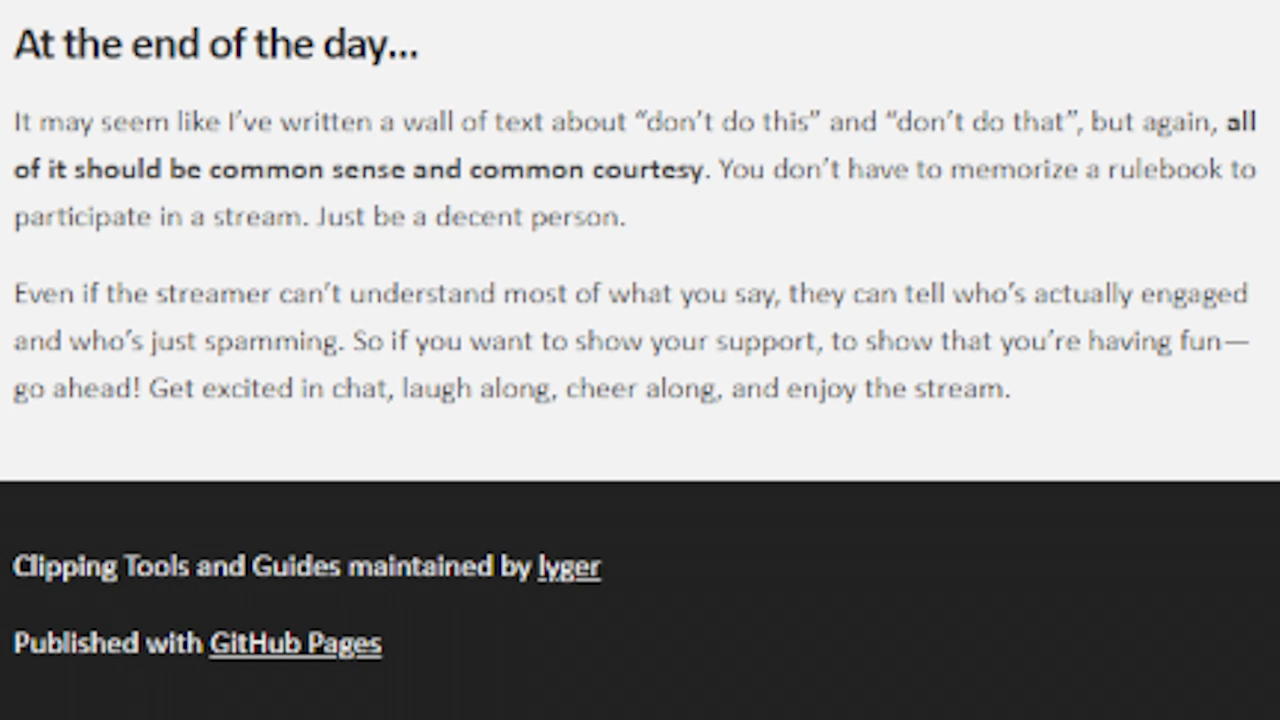 At the end of the day...
It may seem like I’ve written a wall of text about “don’t do this” and “don’t do that”, but again, all
of it should be common sense and common courtesy. You don’t have to memorize a rulebook to
participate in a stream. Just be a decent person.
Even if the streamer can’t understand most of what you say, they can tell who’s actually engaged
and who’s just spamming. So if you want to show your support, to show that you’re having fun—
go ahead! Get excited in chat, laugh along, cheer along, and enjoy the stream.
Clipping Tools and Guides maintained by lyger
Published with GitHub Pages